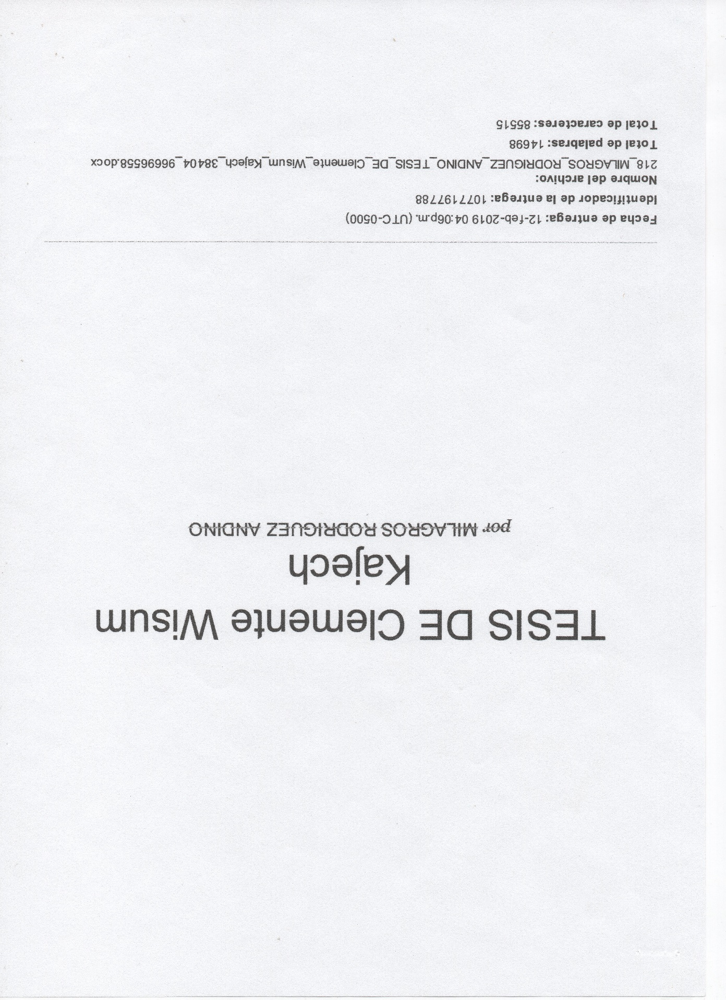 TESIS DE Clemente Wisum
Kajech
por MILAGROS RODRIGUEZ ANDINO
Fecha de entrega: 12-feb-2019 04:06p.m. (UTC-0500)
Identificador de la entrega: 1077197788
Nombre del archivo:
218_MILAGROS_RODRIGUEZ_ANDINO_TESIS_DE_Clemente_Wisum_Kajech_38404_96696558.docx
Total de palabras: 14698
Total de caracteres: 85515